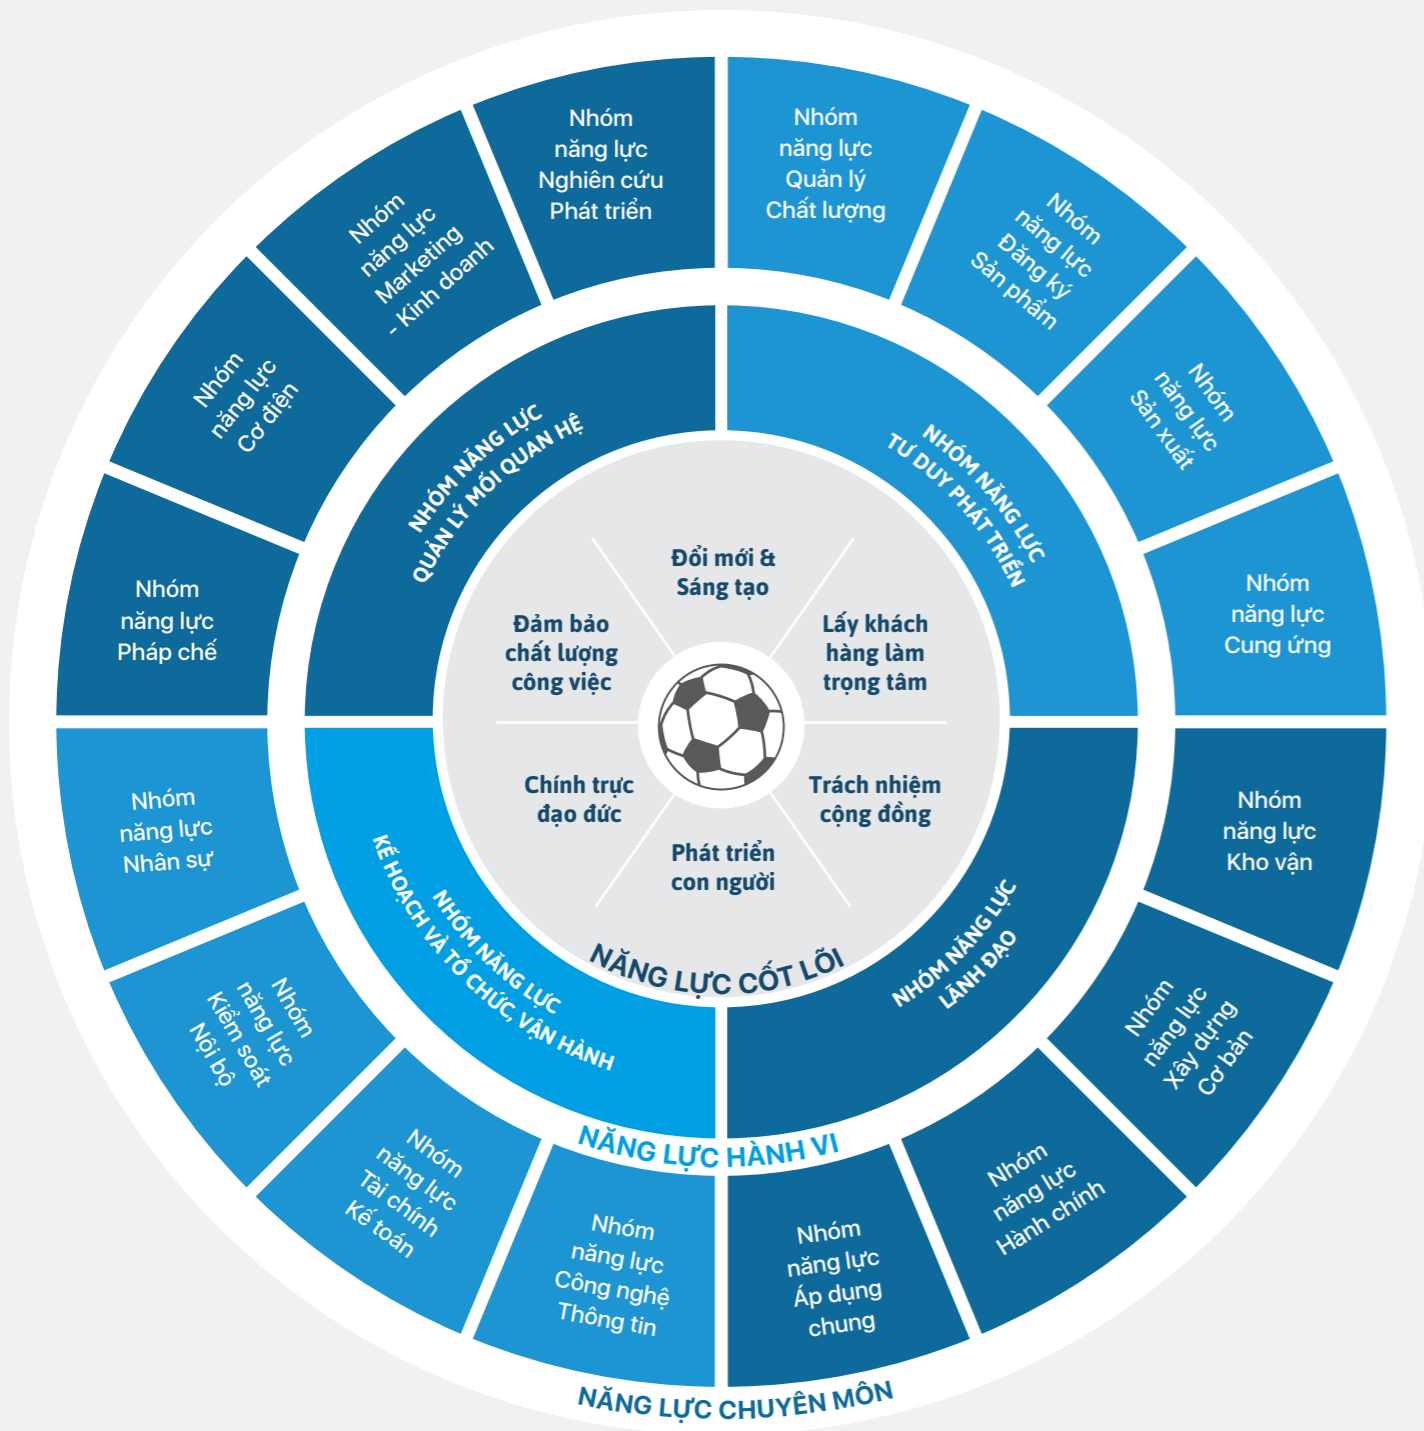 Nhóm
năng lực
Nghiên cứu
Phát triển
Nhóm
năng lực
Quản lý
Chất lượng
Nhóm
năng lực
Đăng ký
Sản phẩm
Nhóm
năng lực
Sản xuất
Nhóm
năng lực
Cung ứng
Nhóm
năng lực
Kho vận
Nhóm
năng lực
Xây dựng
Cơ bản
Nhóm
năng lực
Hành chính
Nhóm
năng lực
Áp dụng
chung
Nhóm
năng lực
Công nghệ
Thông tin
Nhóm
năng lực
Tài chính
Kế toán
Nhóm
năng lực
Kiểm soát
Nội bộ
Nhóm
năng lực
Nhân sự
Nhóm
năng lực
Pháp chế
Nhóm
năng lực
Cơ điện
Nhóm
năng lực
Marketing
- Kinh doanh
NHÓM NĂNG LỰC
QUẢN LÝ MỐI QUAN HỆ
NHÓM NĂNG LỰC
TƯ DUY PHÁT TRIỂN
NHÓM NĂNG LỰC
LÃNH ĐẠO
NHÓM NĂNG LỰC
KẾ HOẠCH VÀ TỔ CHỨC, VẬN HÀNH
Đổi mới &
Sáng tạo
Lấy khách
hàng làm
trọng tâm
Trách nhiệm
cộng đồng
Phát triển
con người
Chính trực
đạo đức
Đảm bảo
chất lượng
công việc
NĂNG LỰC CỐT LÕI
NĂNG LỰC HÀNH VI
NĂNG LỰC CHUYÊN MÔN